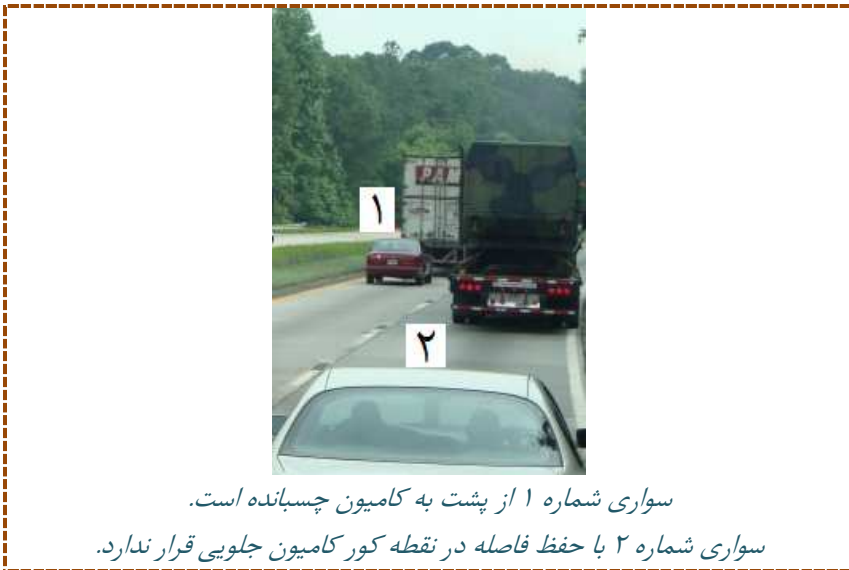 PAM
۱
۲
سواری شماره ۱ از پشت به کامیون چسبانده است.
سواری شماره ۲ با حفظ فاصله در نقطه کور کامیون جلویی قرار ندارد.